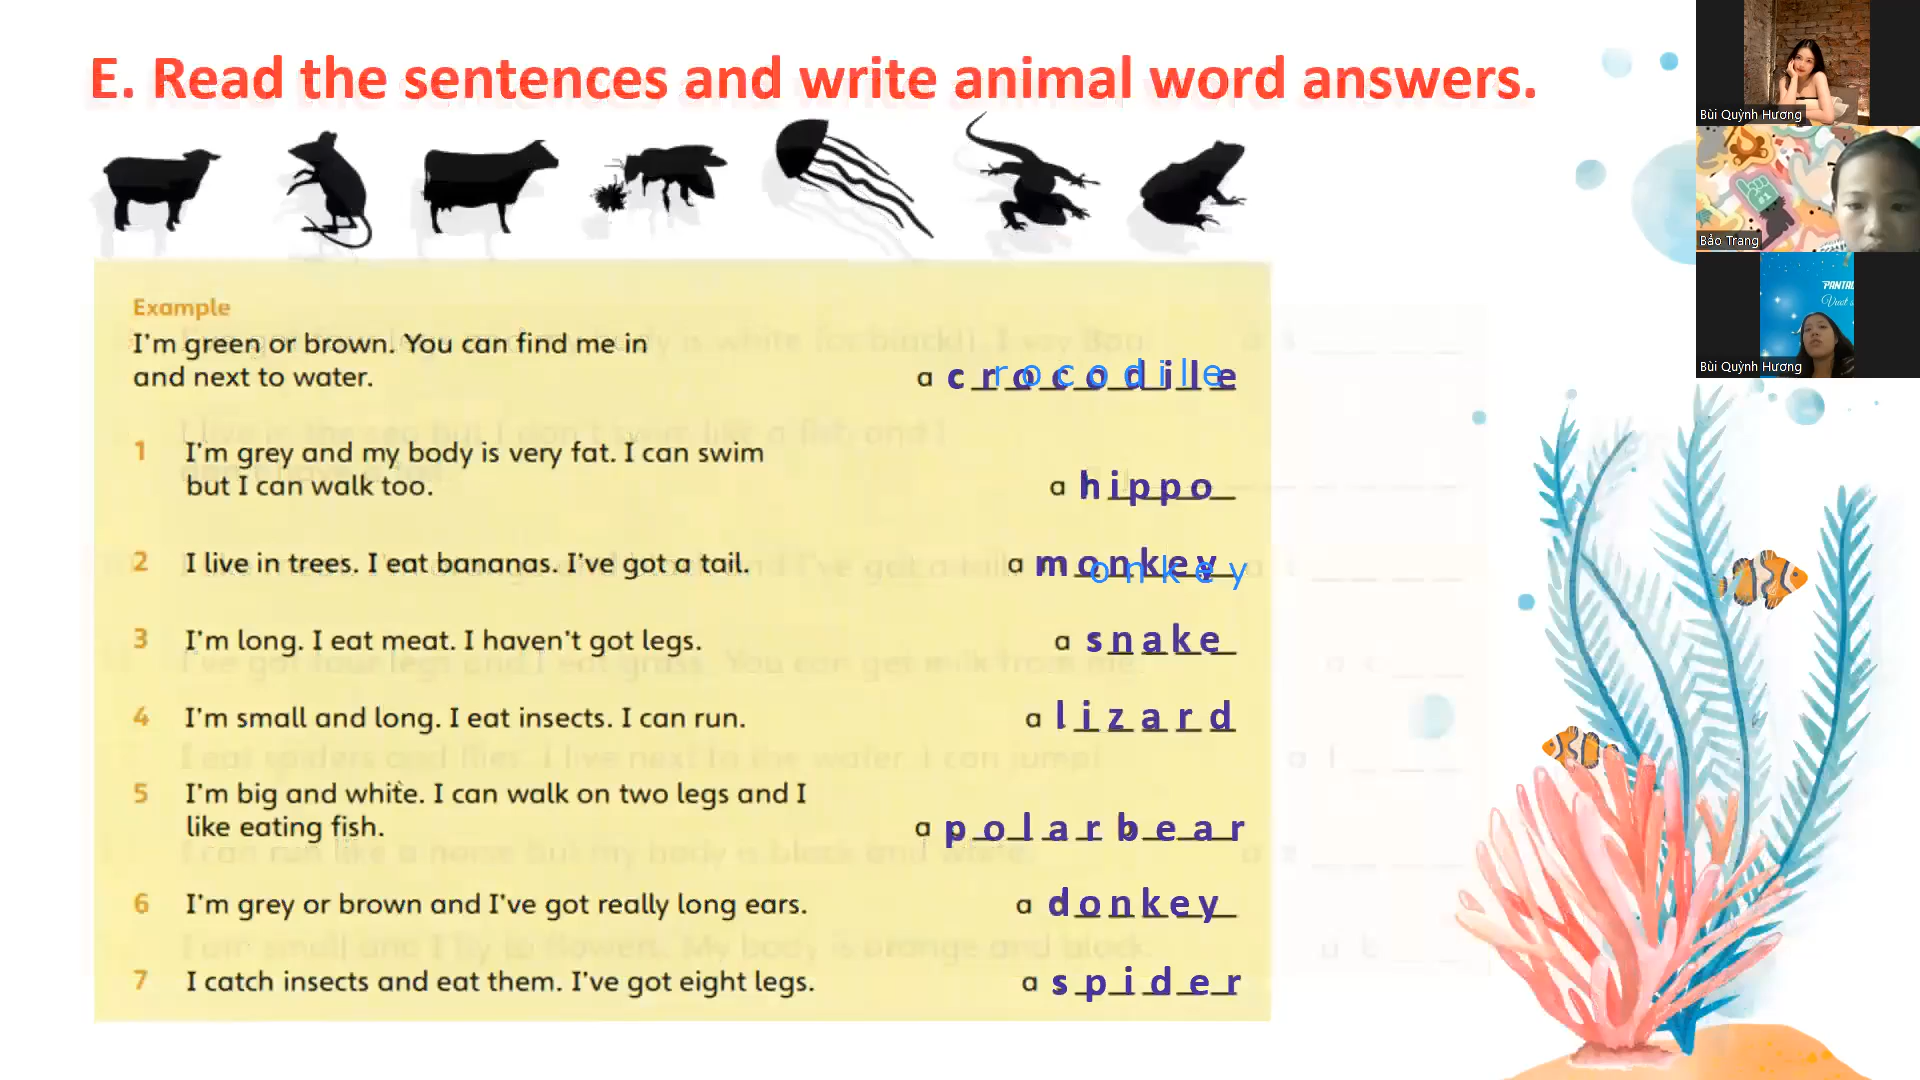 E. Read the sentences and write animal word answers.
Example
I'm green or brown. You can find me in
and next to water.
a crocodile
rocodile
1 I'm grey and my body is very fat. I can swim
but I can walk too.
a hippo
2 I live in trees. I eat bananas. I've got a tail.
a monkey
onkey
3 I'm long. I eat meat. I haven't got legs.
a snake
4 I'm small and long. I eat insects. I can run.
a lizard
5 I'm big and white. I can walk on two legs and I
like eating fish.
a polar bear
6 I'm grey or brown and I've got really long ears.
a donkey
7 I catch insects and eat them. I've got eight legs.
a spider
Bùi Quỳnh Hương
#1
Bảo Trang
Bùi Quỳnh Hương